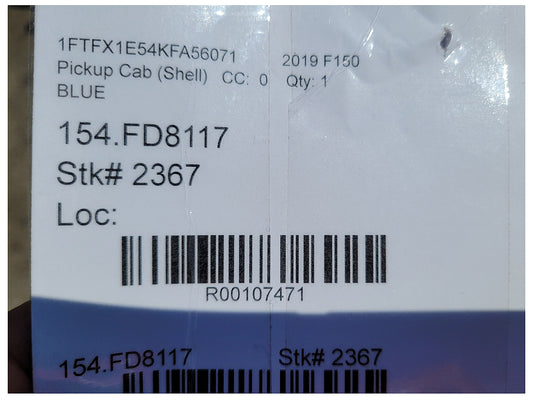 1FTFX1E54KFA56071 2019 F150
Pickup Cab (Shell) CC: 0 Qty: 1
BLUE
154.FD8117
Stk# 2367
Loc:
R00107471
154.FD8117 Stk# 2367